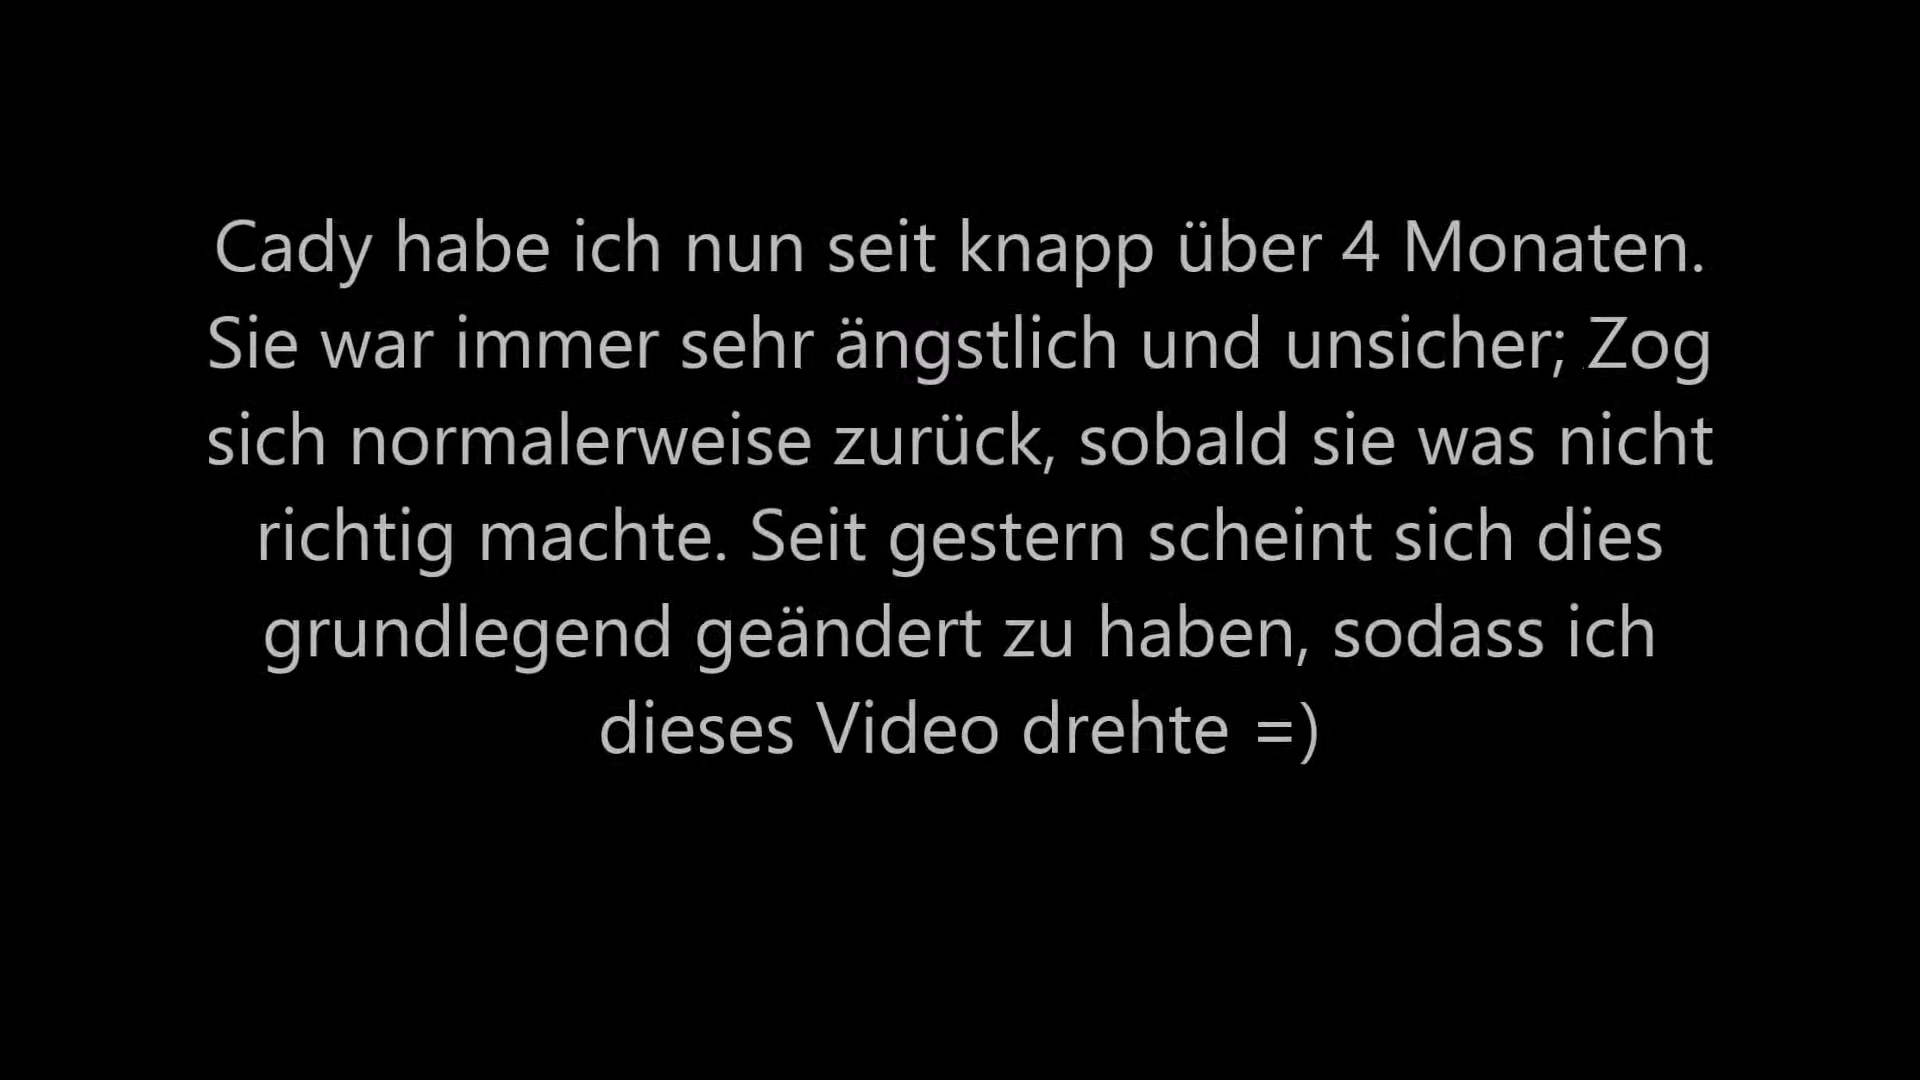 Cady habe ich nun seit knapp über 4 Monaten.
Sie war immer sehr ängstlich und unsicher; Zog
sich normalerweise zurück, sobald sie was nicht
richtig machte. Seit gestern scheint sich dies
grundlegend geändert zu haben, sodass ich
dieses Video drehte =)